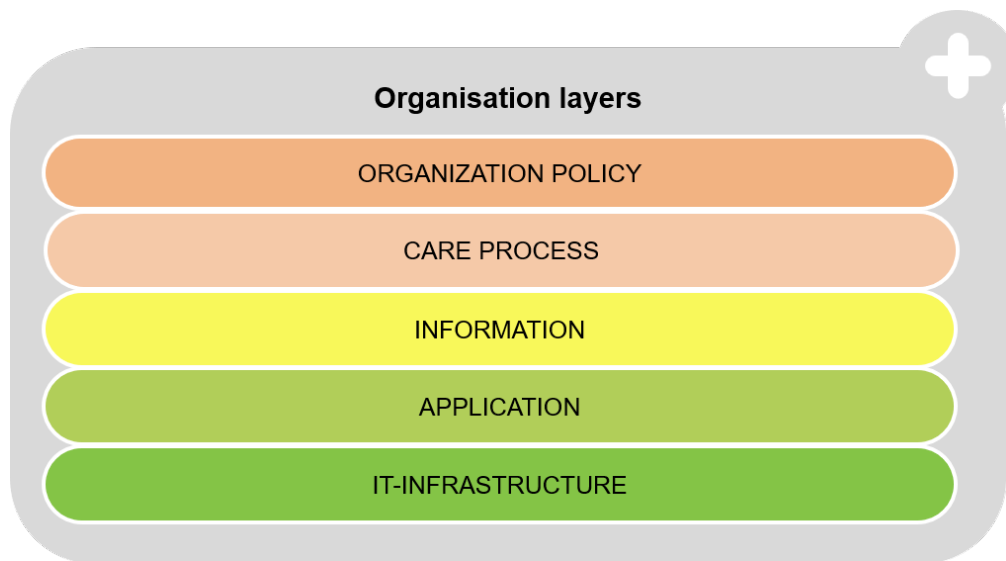 Organisation layers
ORGANIZATION POLICY
CARE PROCESS
INFORMATION
APPLICATION
IT-INFRASTRUCTURE